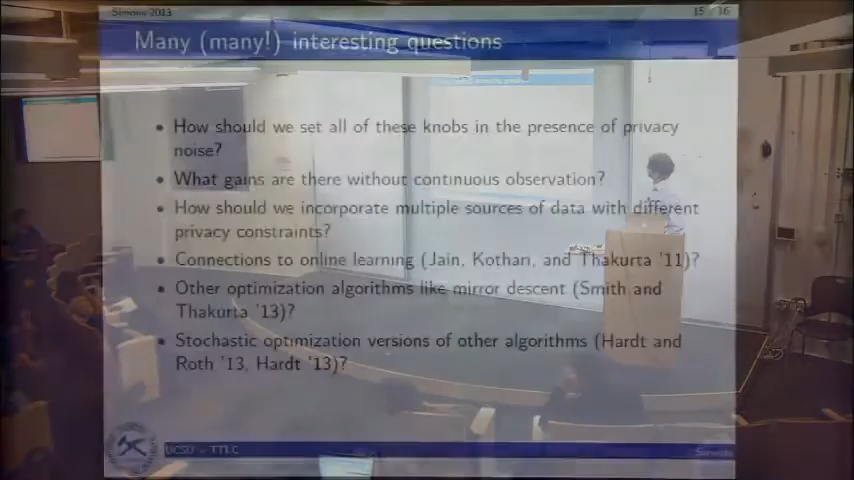 Simons 2013
15 / 16
Many (many!) interesting questions
• How should we set all of these knobs in the presence of privacy
noise?
• What gains are there without continuous observation?
• How should we incorporate multiple sources of data with different
privacy constraints?
• Connections to online learning (Jain, Kothari, and Thakurta '11)?
• Other optimization algorithms like mirror descent (Smith and
Thakurta '13)?
• Stochastic optimization versions of other algorithms (Hardt and
Roth '13, Hardt '13)?
UCSD – TTI-C
Sarwate